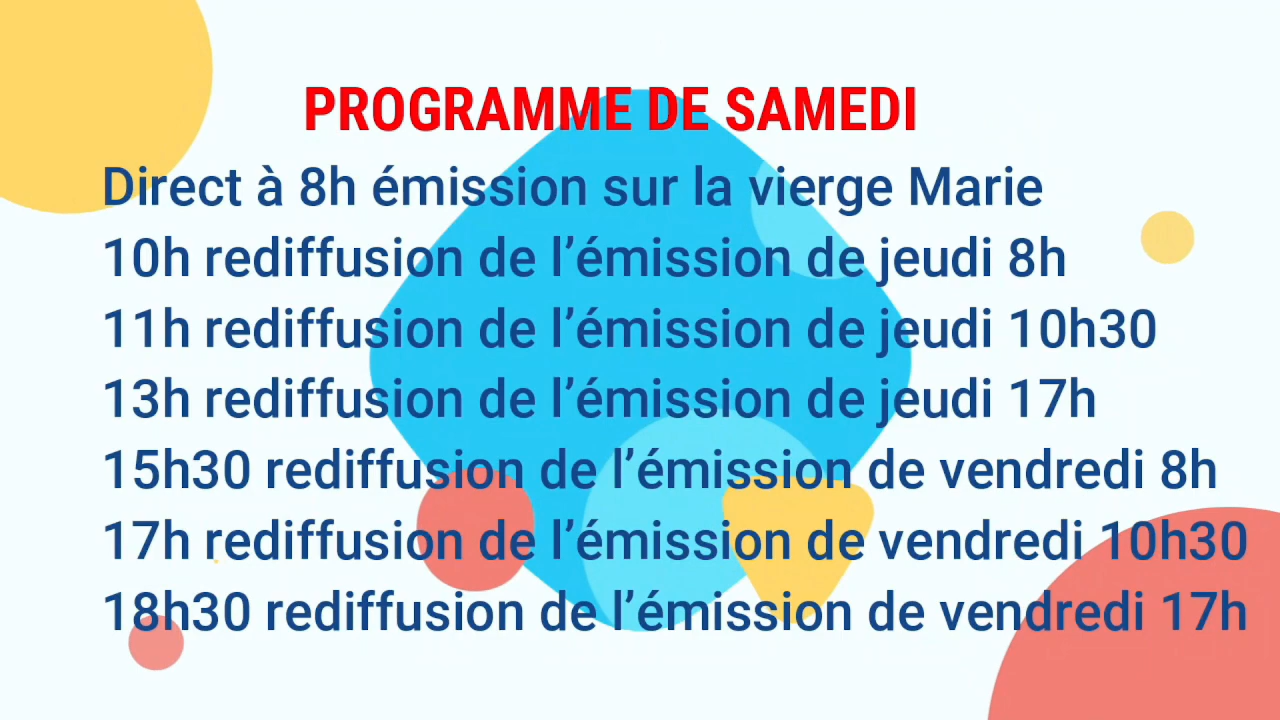 PROGRAMME DE SAMEDI
Direct à 8h émission sur la vierge Marie
10h rediffusion de l’émission de jeudi 8h
11h rediffusion de l’émission de jeudi 10h30
13h rediffusion de l’émission de jeudi 17h
15h30 rediffusion de l’émission de vendredi 8h
17h rediffusion de l’émission de vendredi 10h30
18h30 rediffusion de l’émission de vendredi 17h